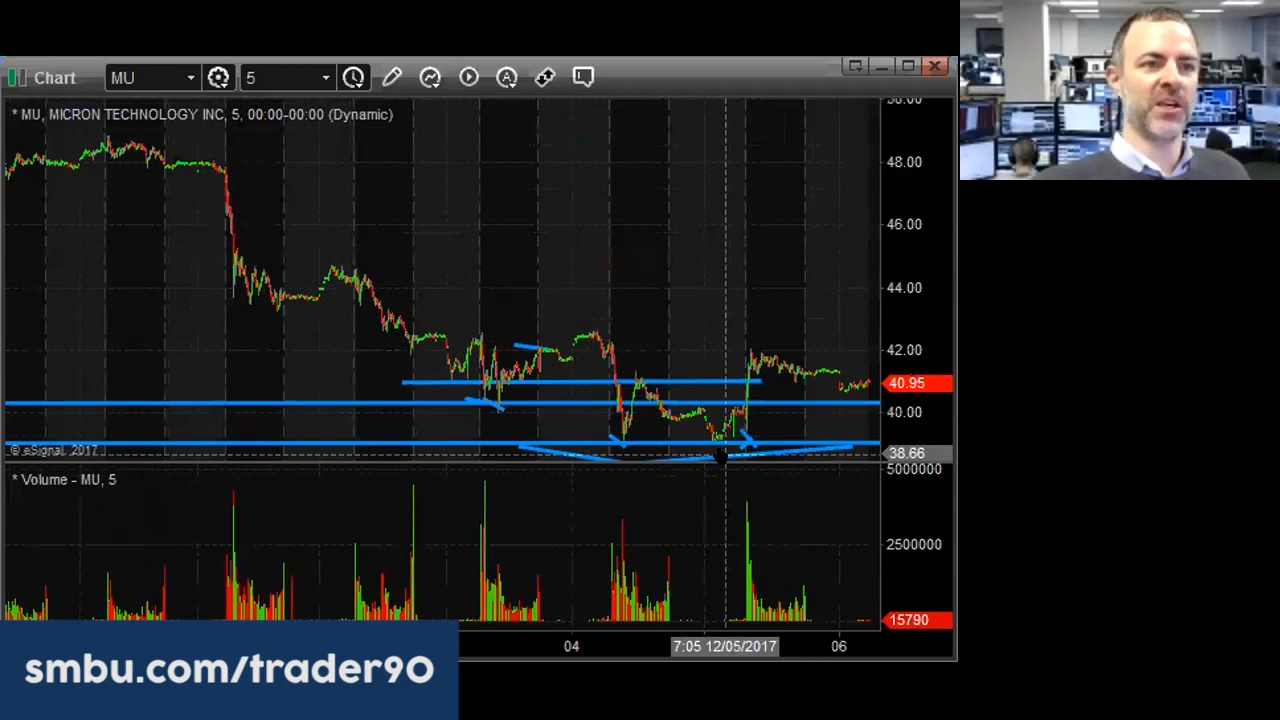 Chart
MU
5
* MU, MICRON TECHNOLOGY INC, 5, 00:00-00:00 (Dynamic)
50.00
48.00
46.00
44.00
42.00
40.95
40.00
© eSignal, 2017
38.66
5000000
* Volume - MU, 5
2500000
15790
04
7:05 12/05/2017
06
smbu.com/trader90